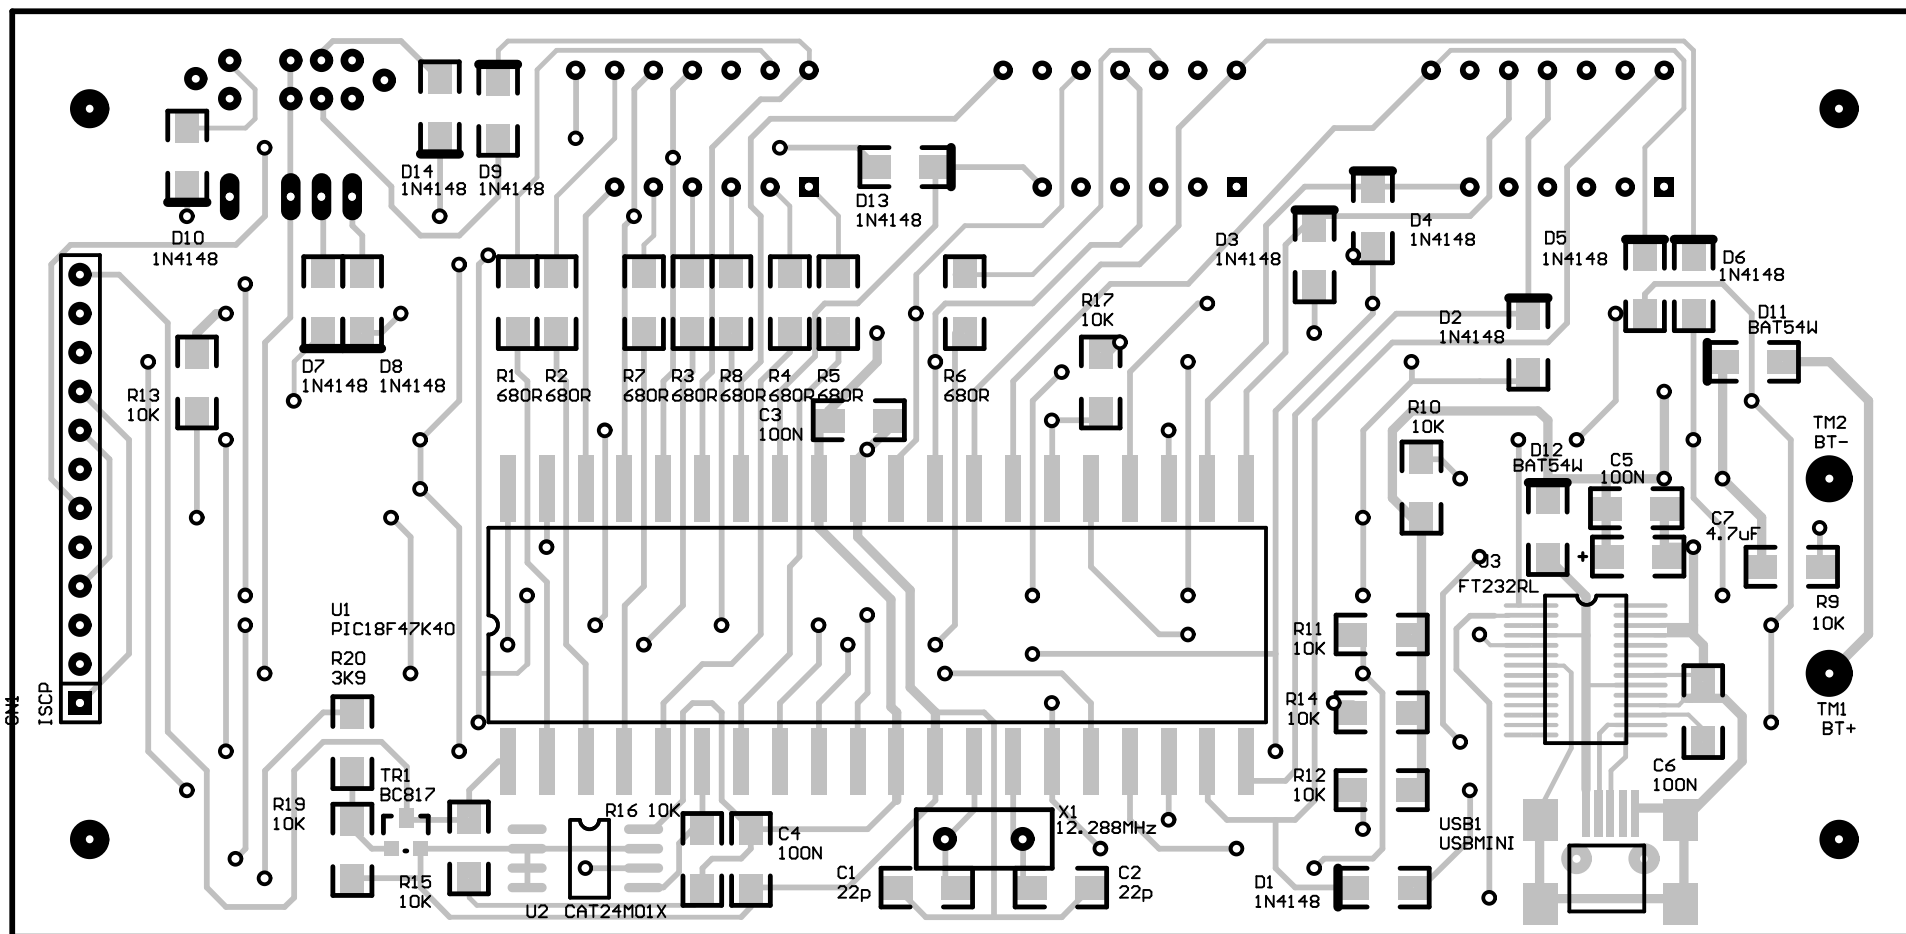 D14
1N4148
D9
1N4148
D13
1N4148
D10
1N4148
D3
1N4148
D4
1N4148
D5
1N4148
D6
1N4148
R17
10K
D2
1N4148
D11
BAT54W
D7
1N4148
D8
1N4148
R13
10K
R1
680R
R2
680R
R7
680R
R3
680R
R8
680R
R4
680R
R5
680R
R6
680R
C3
100N
R10
10K
TM2
BT-
D12
BAT54W
C5
100N
C7
4.7uF
+
U3
FT232RL
R9
10K
U1
PIC18F47K40
R20
3K9
R11
10K
CN1
ISCP
R14
10K
TM1
BT+
TR1
BC817
R19
10K
R16 10K
R12
10K
C6
100N
X1
12.288MHz
C4
100N
USB1
USBMINI
R15
10K
C1
22p
C2
22p
D1
1N4148
U2 CAT24M01X